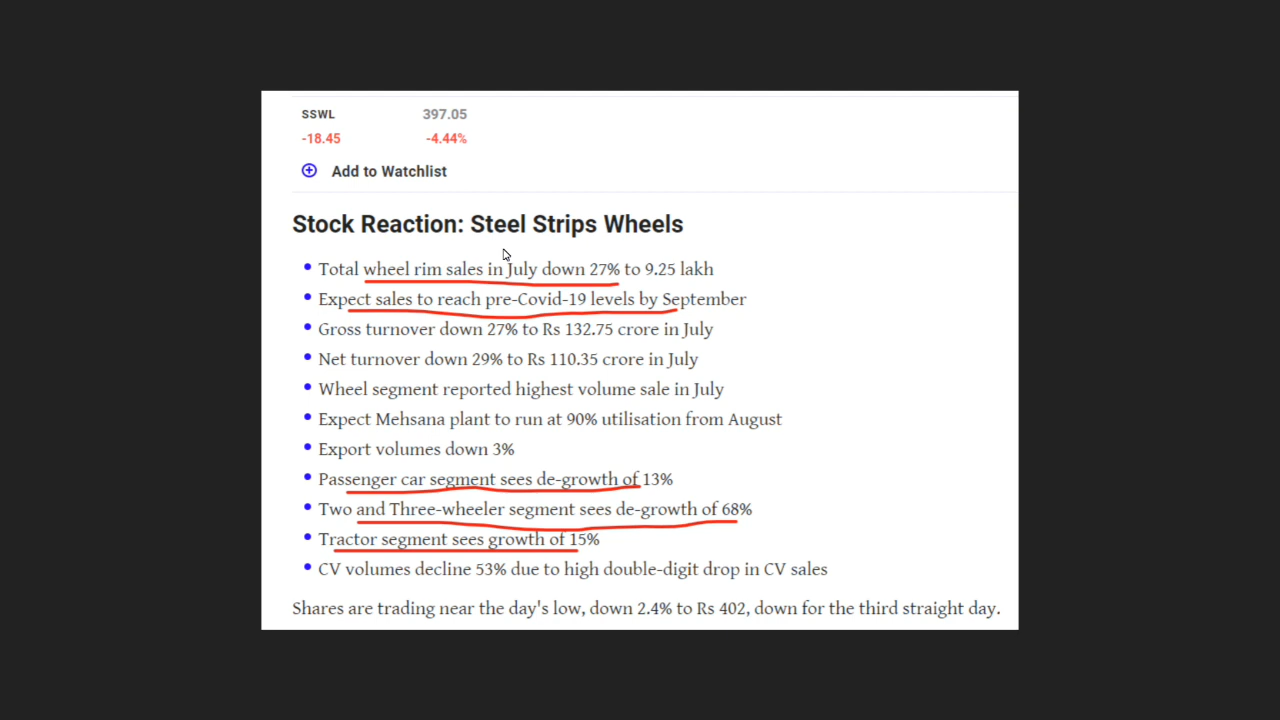 SSWL 397.05
-18.45 -4.44%
Add to Watchlist
Stock Reaction: Steel Strips Wheels
Total wheel rim sales in July down 27% to 9.25 lakh
Expect sales to reach pre-Covid-19 levels by September
Gross turnover down 27% to Rs 132.75 crore in July
Net turnover down 29% to Rs 110.35 crore in July
Wheel segment reported highest volume sale in July
Expect Mehsana plant to run at 90% utilisation from August
Export volumes down 3%
Passenger car segment sees de-growth of 13%
Two and Three-wheeler segment sees de-growth of 68%
Tractor segment sees growth of 15%
CV volumes decline 53% due to high double-digit drop in CV sales
Shares are trading near the day's low, down 2.4% to Rs 402, down for the third straight day.